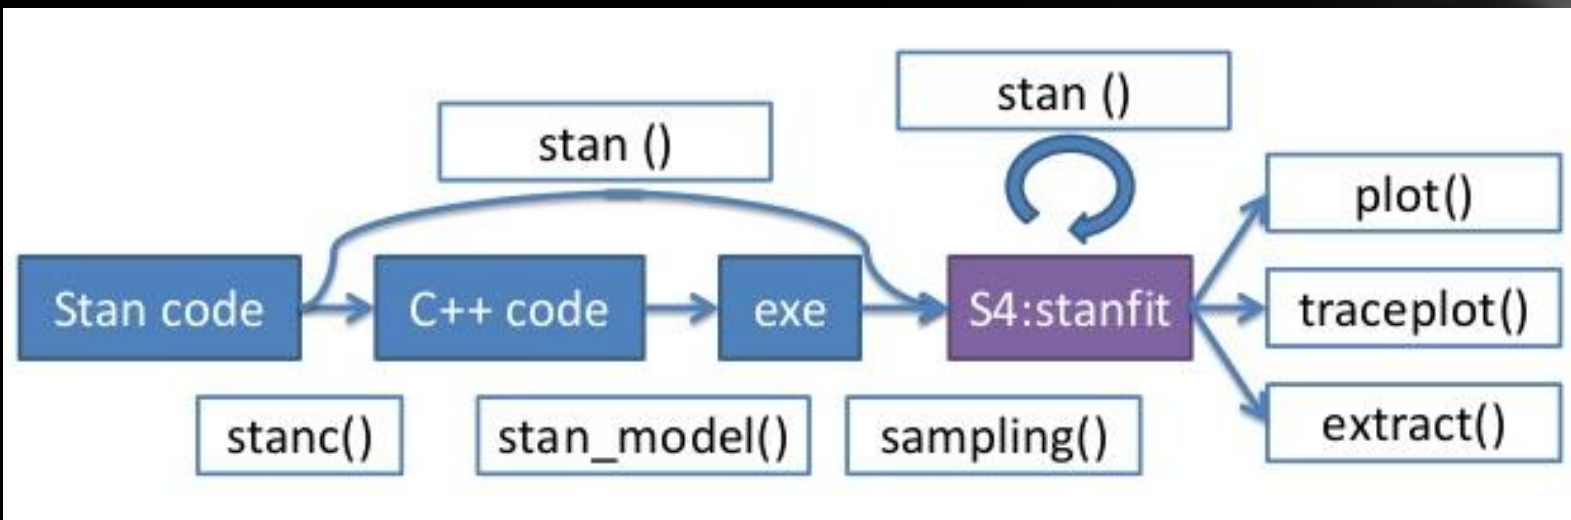 stan ()
stan ()
plot()
Stan code
C++ code
exe
S4:stanfit
traceplot()
stanc()
stan_model()
sampling()
extract()